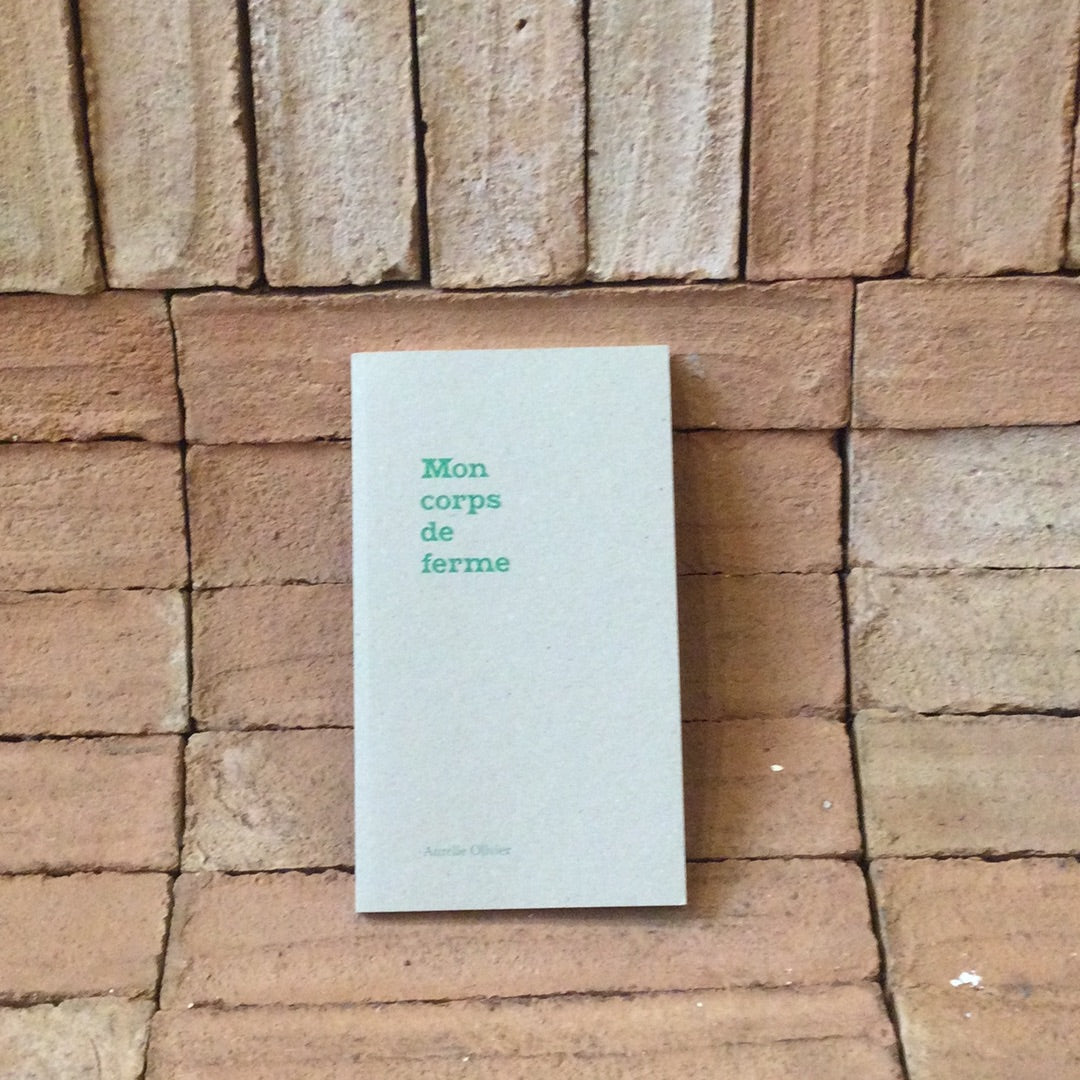 Mon
corps
de
ferme
Aurélie Olivier